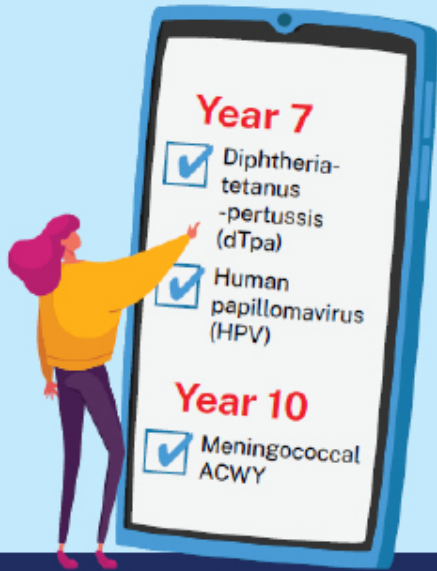 Year 7
Diphtheria-
tetanus
-pertussis
(dTpa)
Human
papillomavirus
(HPV)
Year 10
Meningococcal
ACWY